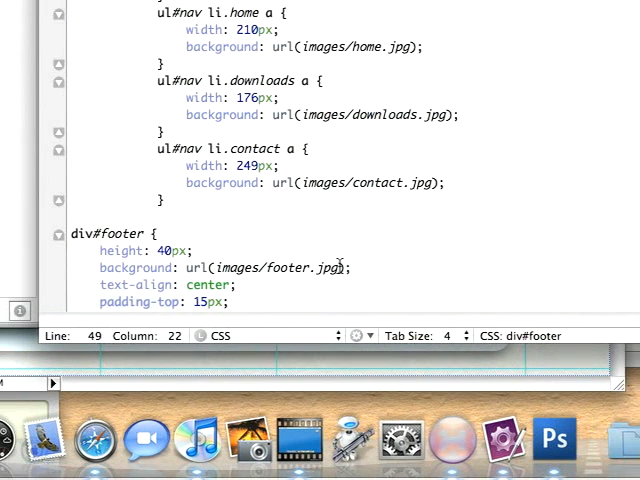 ul#nav li.home a {
width: 210px;
background: url(images/home.jpg);
}
ul#nav li.downloads a {
width: 176px;
background: url(images/downloads.jpg);
}
ul#nav li.contact a {
width: 249px;
background: url(images/contact.jpg);
}
div#footer {
height: 40px;
background: url(images/footer.jpg);
text-align: center;
padding-top: 15px;
Line: 49 Column: 22 L CSS Tab Size: 4 CSS: div#footer
M
Ps